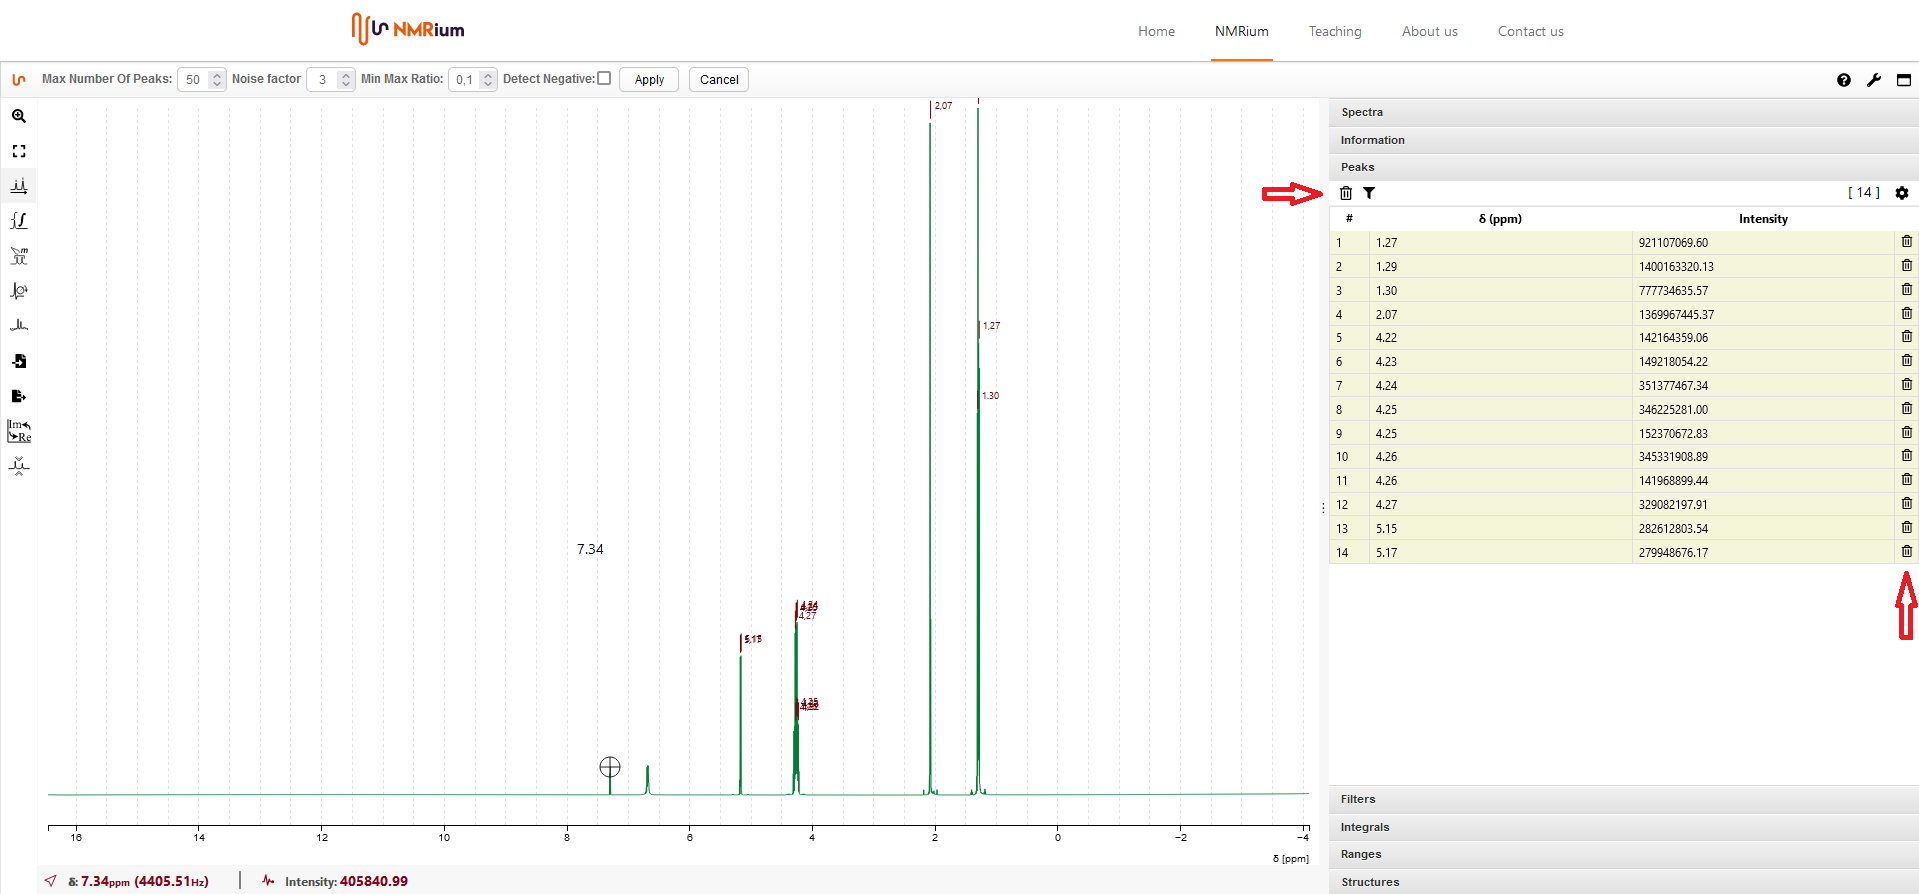 NMRium
Home NMRium Teaching About us Contact us
Max Number Of Peaks: 50 Noise factor 3 Min Max Ratio: 0,1 Detect Negative: Apply Cancel
2,07
1,27
1.30
7.34
4,27
16 14 12 10 8 6 4 2 0 −2 −4
δ [ppm]
δ: 7.34ppm (4405.51Hz) Intensity: 405840.99
Spectra
Information
Peaks
[ 14 ]
# δ (ppm) Intensity
1 1.27 921107069.60
2 1.29 1400163320.13
3 1.30 777734635.57
4 2.07 1369967445.37
5 4.22 142164359.06
6 4.23 149218054.22
7 4.24 351377467.34
8 4.25 346225281.00
9 4.25 152370672.83
10 4.26 345331908.89
11 4.26 141968899.44
12 4.27 329082197.91
13 5.15 282612803.54
14 5.17 279948676.17
Filters
Integrals
Ranges
Structures
Im
Re
m